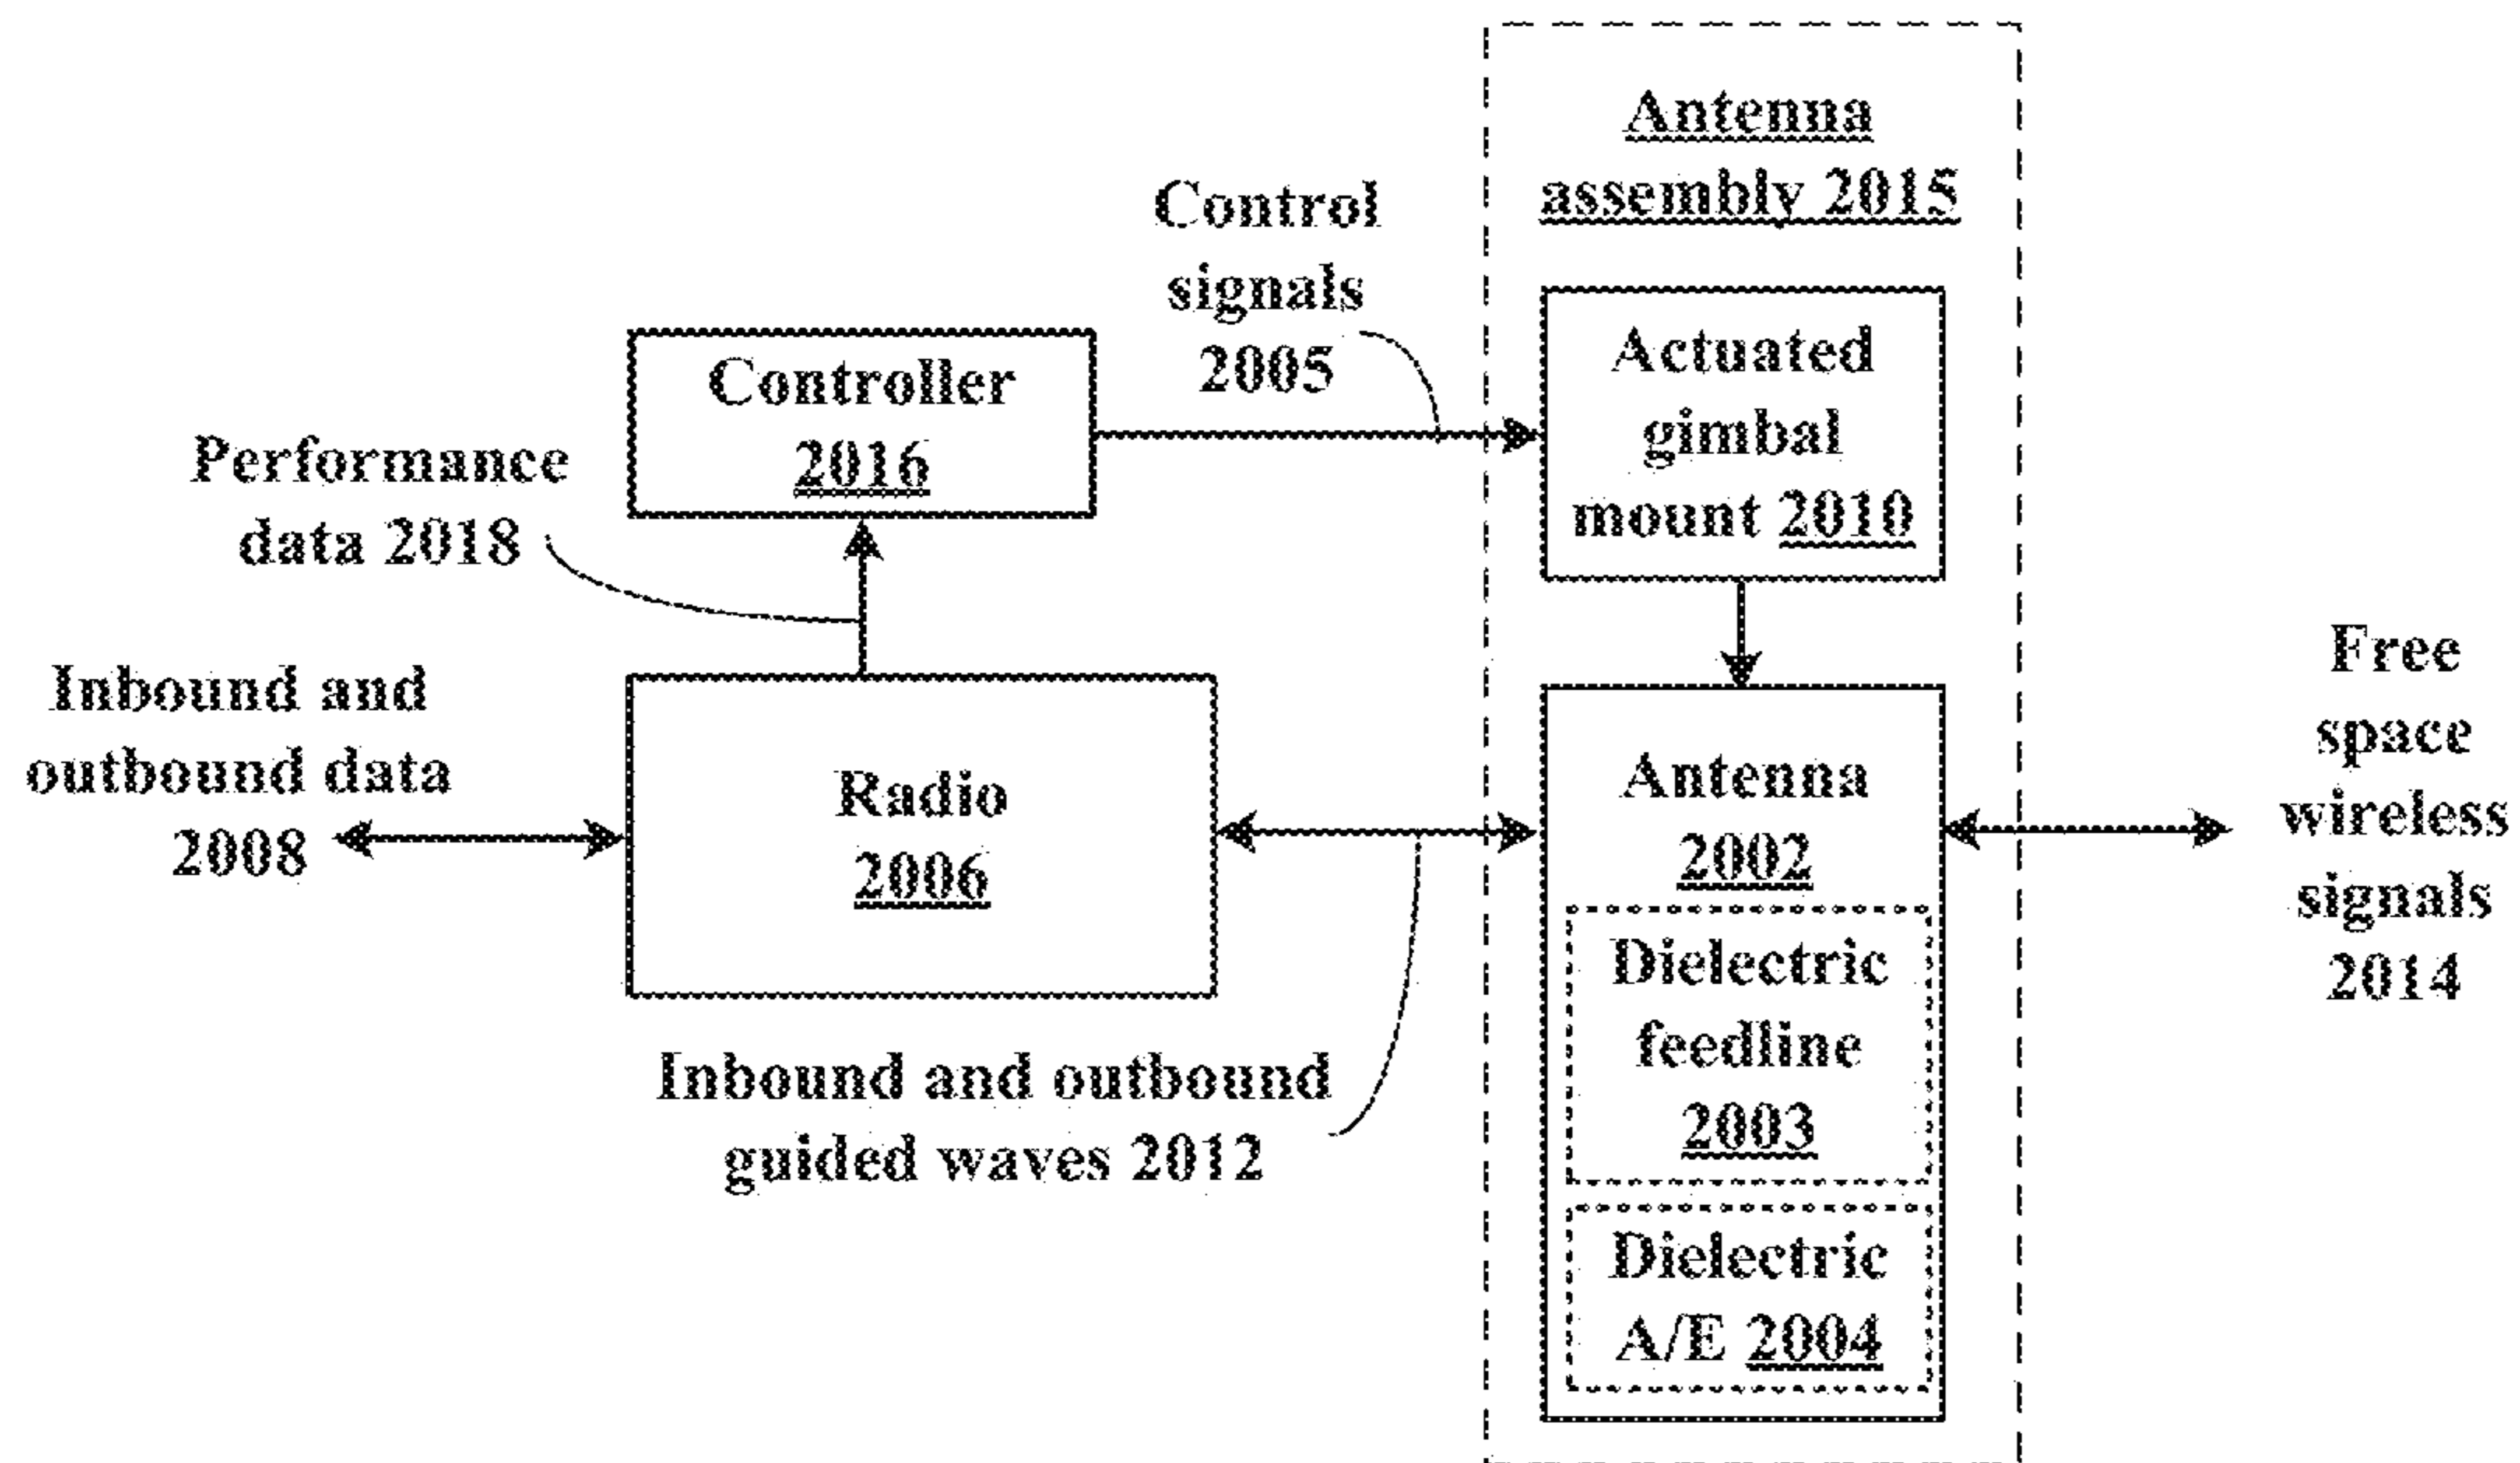 Antenna
assembly 2015
Control
signals
2005
Actuated
gimbal
mount 2010
Controller
2016
Performance
data 2018
Inbound and
outbound data
2008
Radio
2006
Antenna
2002
Dielectric
feedline
2003
Dielectric
A/E 2004
Free
space
wireless
signals
2014
Inbound and outbound
guided waves 2012